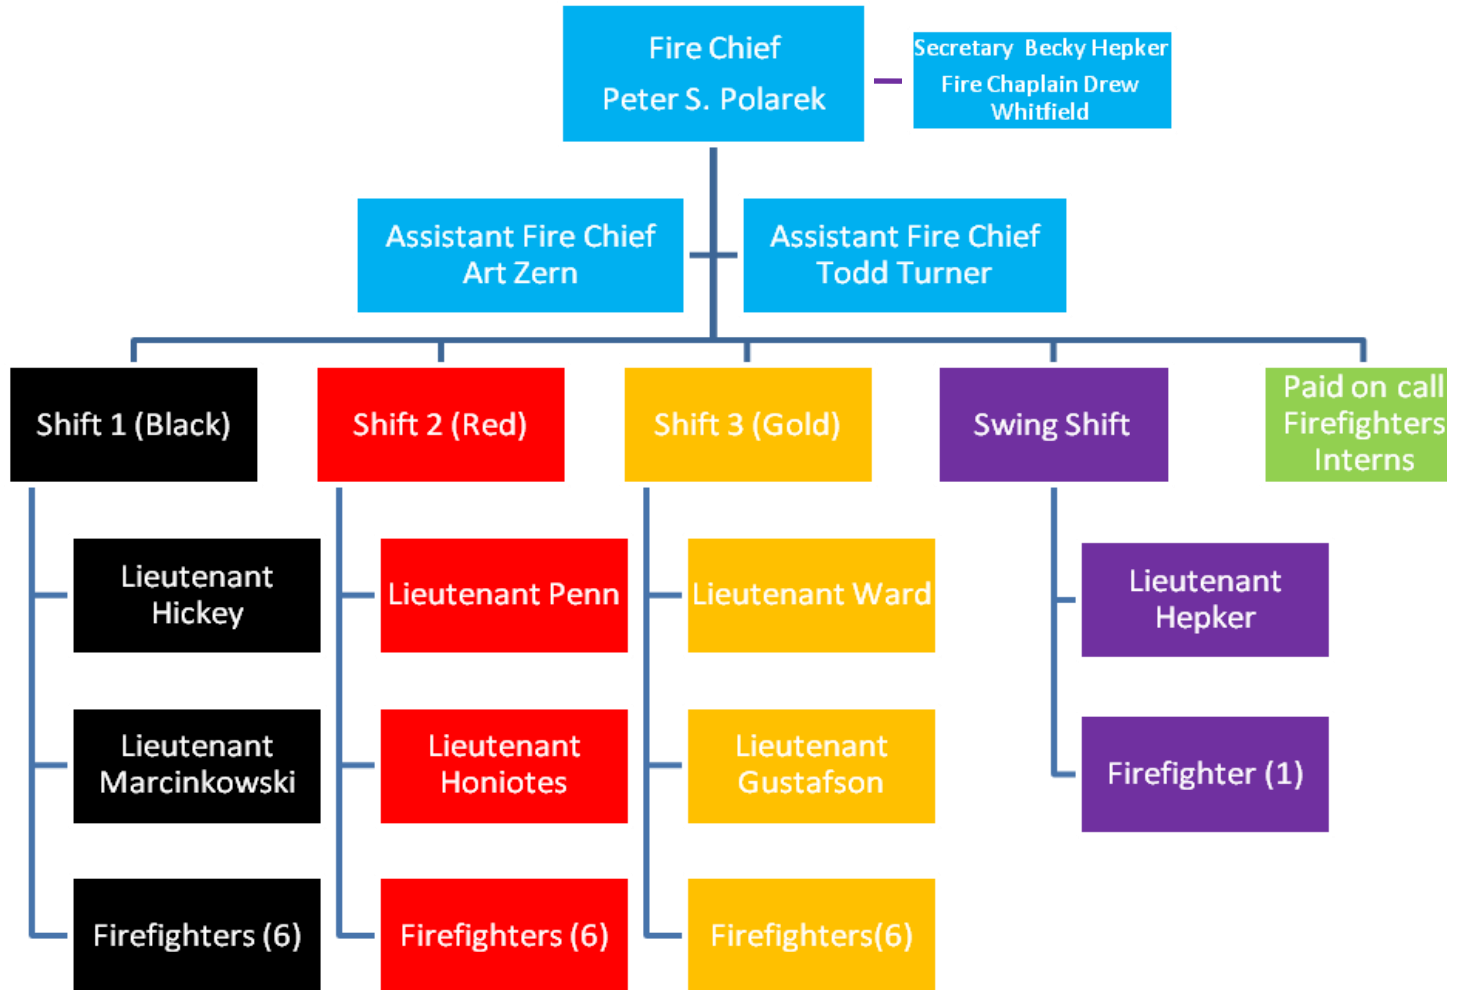 Fire Chief
Peter S. Polarek
Secretary Becky Hepker
Fire Chaplain Drew
Whitfield
Assistant Fire Chief
Art Zern
Assistant Fire Chief
Todd Turner
Shift 1 (Black)
Shift 2 (Red)
Shift 3 (Gold)
Swing Shift
Paid on call
Firefighters
Interns
Lieutenant
Hickey
Lieutenant Penn
Lieutenant Ward
Lieutenant
Hepker
Lieutenant
Marcinkowski
Lieutenant
Honiotes
Lieutenant
Gustafson
Firefighter (1)
Firefighters (6)
Firefighters (6)
Firefighters(6)